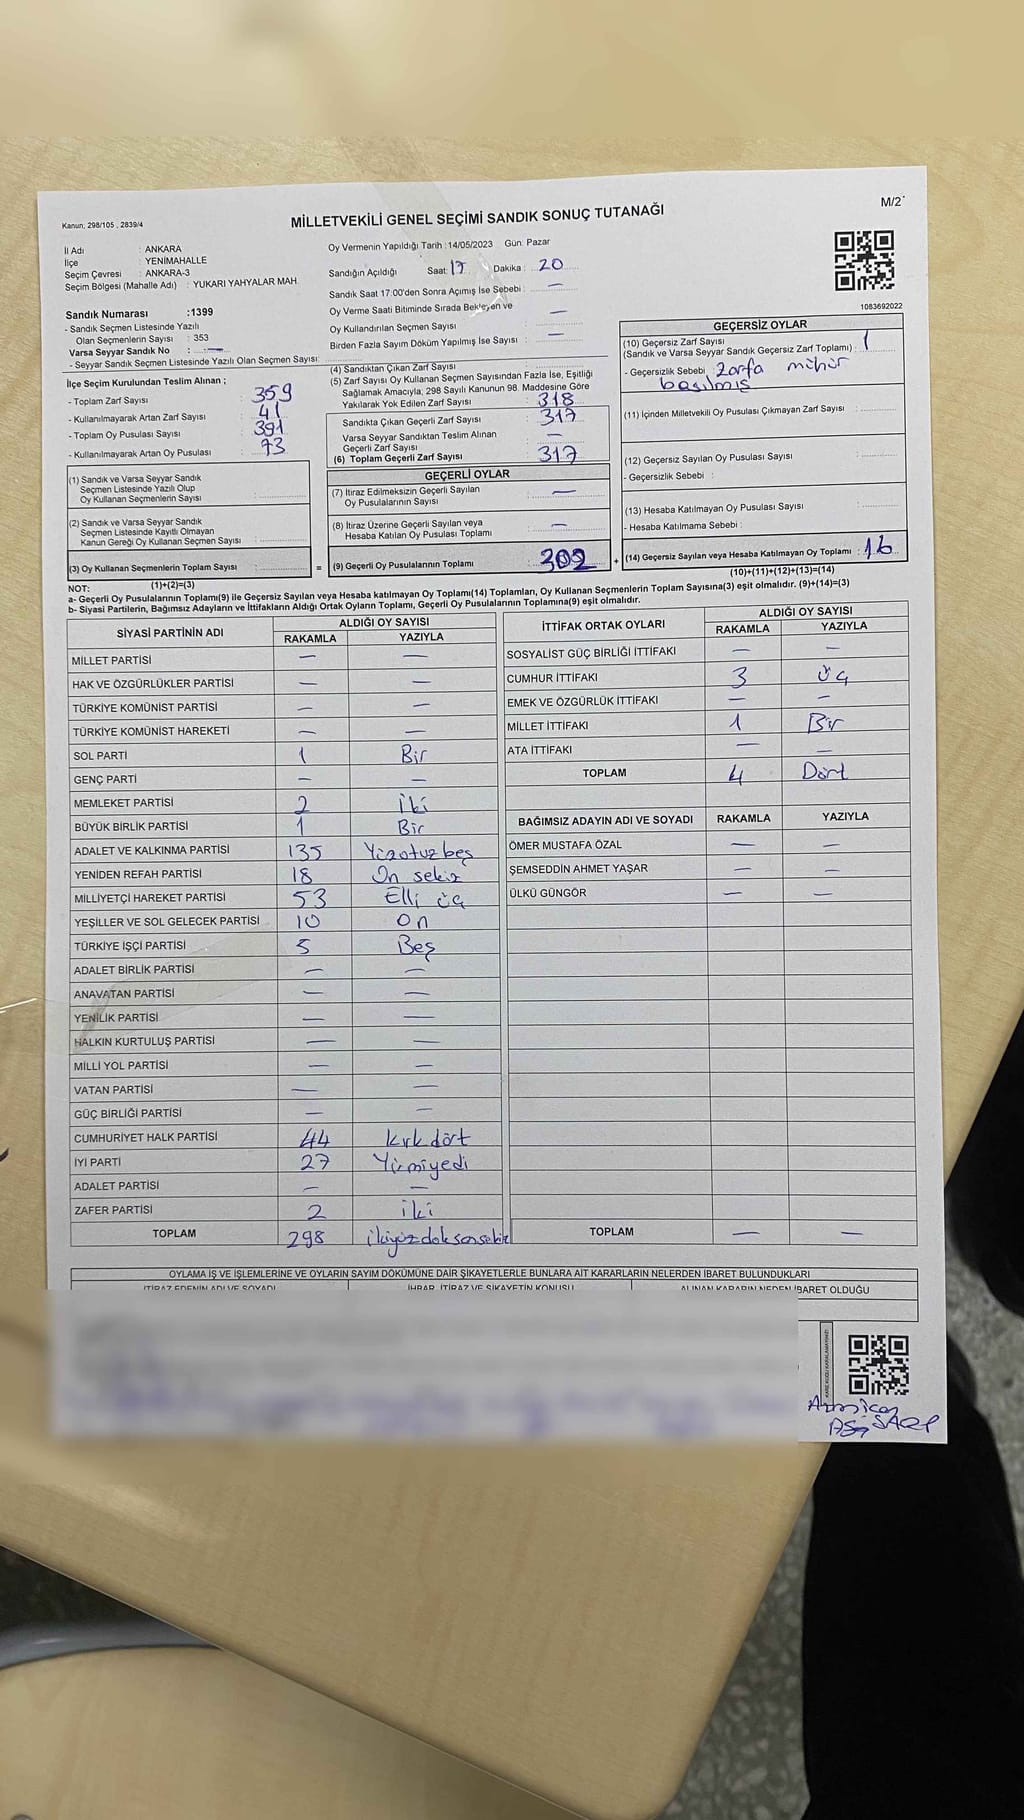 Kanun; 298/105 , 2839/4
MİLLETVEKİLİ GENEL SEÇİMİ SANDIK SONUÇ TUTANAĞI
M/2
İl Adı : ANKARA
İlçe : YENİMAHALLE
Seçim Çevresi : ANKARA-3
Seçim Bölgesi (Mahalle Adı) : YUKARI YAHYALAR MAH.
Oy Vermenin Yapıldığı Tarih : 14/05/2023 Gün: Pazar
Sandığın Açıldığı Saat: 17 Dakika : 20
Sandık Saat 17:00'den Sonra Açımış İse Sebebi : —
Oy Verme Saati Bitiminde Sırada Bekleyen ve
Oy Kullandırılan Seçmen Sayısı : —
Birden Fazla Sayım Döküm Yapılmış İse Sayısı : —
1083692022
Sandık Numarası :1399
- Sandık Seçmen Listesinde Yazılı
Olan Seçmenlerin Sayısı : 353
Varsa Seyyar Sandık No : —
- Seyyar Sandık Seçmen Listesinde Yazılı Olan Seçmen Sayısı:
İlçe Seçim Kurulundan Teslim Alınan ;
- Toplam Zarf Sayısı : 359
- Kullanılmayarak Artan Zarf Sayısı : 41
- Toplam Oy Pusulası Sayısı : 391
- Kullanılmayarak Artan Oy Pusulası : 73
(4) Sandıktan Çıkan Zarf Sayısı :
(5) Zarf Sayısı Oy Kullanan Seçmen Sayısından Fazla İse, Eşitliği
Sağlamak Amacıyla, 298 Sayılı Kanunun 98. Maddesine Göre
Yakılarak Yok Edilen Zarf Sayısı : 318
Sandıkta Çıkan Geçerli Zarf Sayısı : 317
Varsa Seyyar Sandıktan Teslim Alınan
Geçerli Zarf Sayısı : —
(6) Toplam Geçerli Zarf Sayısı : 317
GEÇERSİZ OYLAR
(10) Geçersiz Zarf Sayısı
(Sandık ve Varsa Seyyar Sandık Geçersiz Zarf Toplamı) : 1
- Geçersizlik Sebebi : Zarfa mühür
basılmış
(11) İçinden Milletvekili Oy Pusulası Çıkmayan Zarf Sayısı :
(12) Geçersiz Sayılan Oy Pusulası Sayısı :
- Geçersizlik Sebebi :
(13) Hesaba Katılmayan Oy Pusulası Sayısı :
- Hesaba Katılmama Sebebi :
(14) Geçersiz Sayılan veya Hesaba Katılmayan Oy Toplamı : 16
(10)+(11)+(12)+(13)=(14)
(1) Sandık ve Varsa Seyyar Sandık
Seçmen Listesinde Yazılı Olup
Oy Kullanan Seçmenlerin Sayısı :
(2) Sandık ve Varsa Seyyar Sandık
Seçmen Listesinde Kayıtlı Olmayan
Kanun Gereği Oy Kullanan Seçmen Sayısı :
(3) Oy Kullanan Seçmenlerin Toplam Sayısı :
(1)+(2)=(3)
GEÇERLİ OYLAR
(7) İtiraz Edilmeksizin Geçerli Sayılan
Oy Pusulalarının Sayısı : —
(8) İtiraz Üzerine Geçerli Sayılan veya
Hesaba Katılan Oy Pusulası Toplamı : —
= (9) Geçerli Oy Pusulalarının Toplamı : 302 +
NOT:
a- Geçerli Oy Pusulalarının Toplamı(9) ile Geçersiz Sayılan veya Hesaba katılmayan Oy Toplamı(14) Toplamları, Oy Kullanan Seçmenlerin Toplam Sayısına(3) eşit olmalıdır. (9)+(14)=(3)
b- Siyasi Partilerin, Bağımsız Adayların ve İttifakların Aldığı Ortak Oyların Toplamı, Geçerli Oy Pusulalarının Toplamına(9) eşit olmalıdır.
SİYASİ PARTİNİN ADI ALDIĞI OY SAYISI
RAKAMLA YAZIYLA
MİLLET PARTİSİ — —
HAK VE ÖZGÜRLÜKLER PARTİSİ — —
TÜRKİYE KOMÜNİST PARTİSİ — —
TÜRKİYE KOMÜNİST HAREKETİ — —
SOL PARTİ 1 Bir
GENÇ PARTİ — —
MEMLEKET PARTİSİ 2 İki
BÜYÜK BİRLİK PARTİSİ 1 Bir
ADALET VE KALKINMA PARTİSİ 135 Yüzotuzbeş
YENİDEN REFAH PARTİSİ 18 On sekiz
MİLLİYETÇİ HAREKET PARTİSİ 53 Elli üç
YEŞİLLER VE SOL GELECEK PARTİSİ 10 On
TÜRKİYE İŞÇİ PARTİSİ 5 Beş
ADALET BİRLİK PARTİSİ — —
ANAVATAN PARTİSİ — —
YENİLİK PARTİSİ — —
HALKIN KURTULUŞ PARTİSİ — —
MİLLİ YOL PARTİSİ — —
VATAN PARTİSİ — —
GÜÇ BİRLİĞİ PARTİSİ — —
CUMHURİYET HALK PARTİSİ 44 Kırk dört
İYİ PARTİ 27 Yirmiyedi
ADALET PARTİSİ — —
ZAFER PARTİSİ 2 iki
TOPLAM 298 ikiyüzdoksansekiz
İTTİFAK ORTAK OYLARI ALDIĞI OY SAYISI
RAKAMLA YAZIYLA
SOSYALİST GÜÇ BİRLİĞİ İTTİFAKI — —
CUMHUR İTTİFAKI 3 Üç
EMEK VE ÖZGÜRLÜK İTTİFAKI — —
MİLLET İTTİFAKI 1 Bir
ATA İTTİFAKI — —
TOPLAM 4 Dört
BAĞIMSIZ ADAYIN ADI VE SOYADI RAKAMLA YAZIYLA
ÖMER MUSTAFA ÖZAL — —
ŞEMSEDDİN AHMET YAŞAR — —
ÜLKÜ GÜNGÖR — —
TOPLAM — —
OYLAMA İŞ VE İŞLEMLERİNE VE OYLARIN SAYIM DÖKÜMÜNE DAİR ŞİKAYETLERLE BUNLARA AİT KARARLARIN NELERDEN İBARET BULUNDUKLARI
İTİRAZ EDENİN ADI VE SOYADI İHBAR, İTİRAZ VE ŞİKAYETİN KONUSU ALINAN KARARIN NEDEN İBARET OLDUĞU